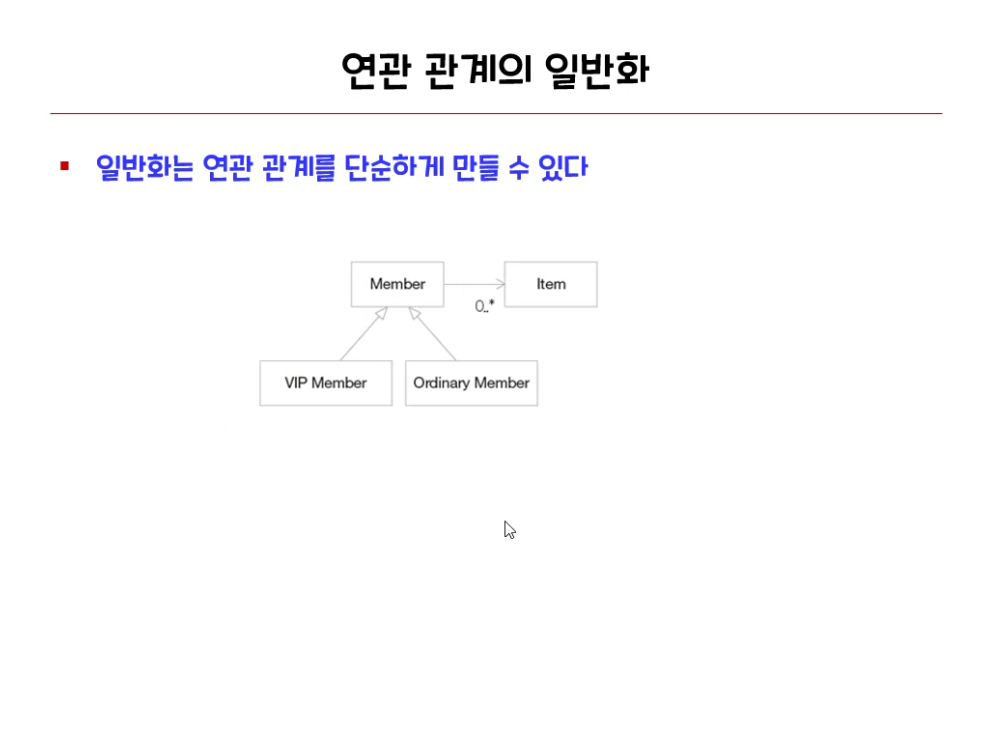 연관 관계의 일반화
일반화는 연관 관계를 단순하게 만들 수 있다
Member
Item
0..*
VIP Member
Ordinary Member